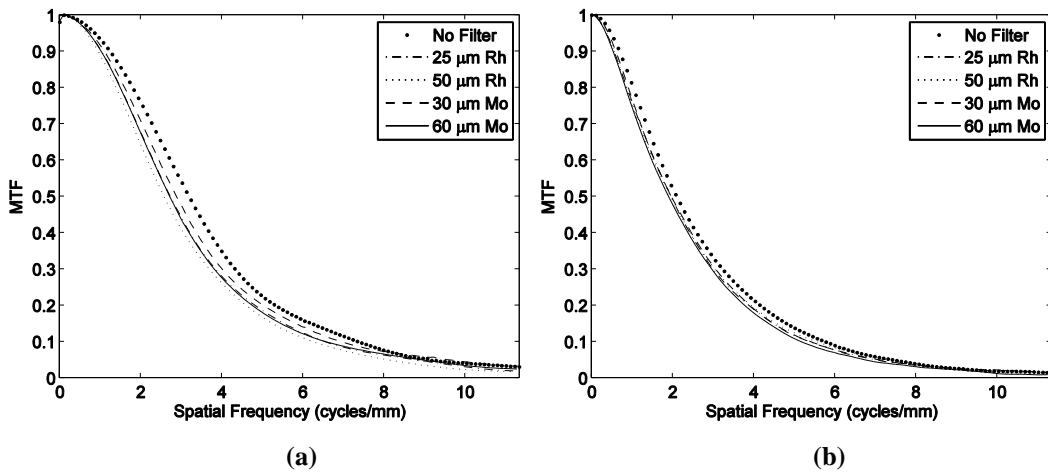 1
0.9
0.8
0.7
0.6
0.5
0.4
0.3
0.2
0.1
0
MTF
0 2 4 6 8 10
Spatial Frequency (cycles/mm)
No Filter
25 μm Rh
50 μm Rh
30 μm Mo
60 μm Mo
(a)
1
0.9
0.8
0.7
0.6
0.5
0.4
0.3
0.2
0.1
0
MTF
0 2 4 6 8 10
Spatial Frequency (cycles/mm)
No Filter
25 μm Rh
50 μm Rh
30 μm Mo
60 μm Mo
(b)